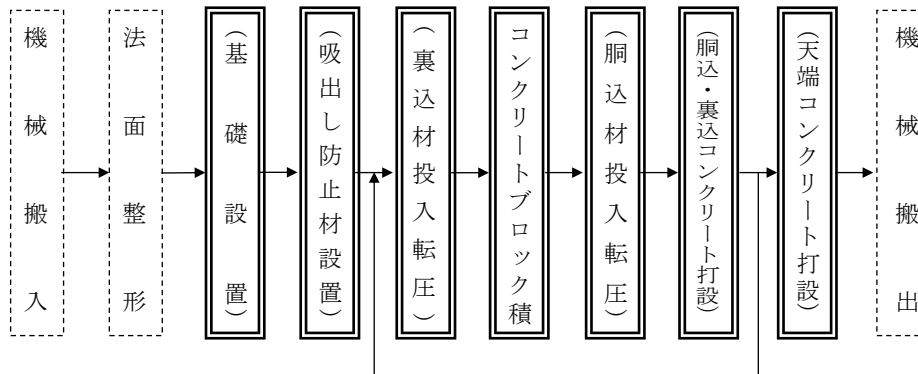 機械搬入
法面整形
(基礎設置)
(吸出し防止材設置)
(裏込材投入転圧)
コンクリートブロック積
(胴込材投入転圧)
(胴込・裏込コンクリート打設)
(天端コンクリート打設)
機械搬出